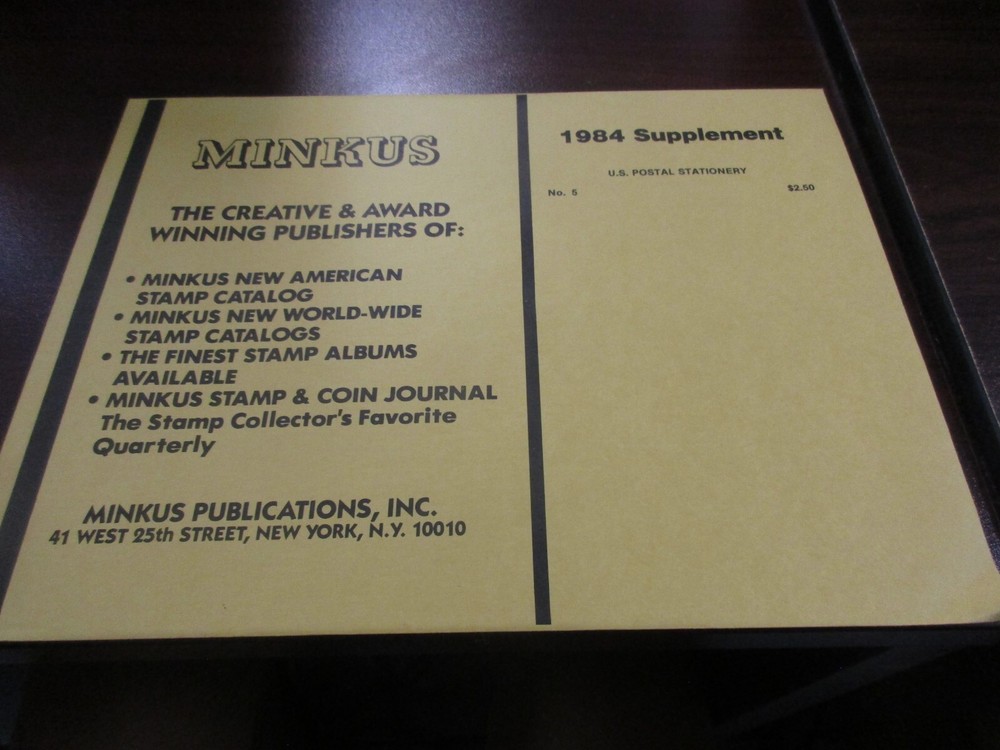 MINKUS
THE CREATIVE & AWARD
WINNING PUBLISHERS OF:
• MINKUS NEW AMERICAN
STAMP CATALOG
• MINKUS NEW WORLD-WIDE
STAMP CATALOGS
• THE FINEST STAMP ALBUMS
AVAILABLE
• MINKUS STAMP & COIN JOURNAL
The Stamp Collector's Favorite
Quarterly
MINKUS PUBLICATIONS, INC.
41 WEST 25th STREET, NEW YORK, N.Y. 10010
1984 Supplement
U.S. POSTAL STATIONERY
No. 5 $2.50